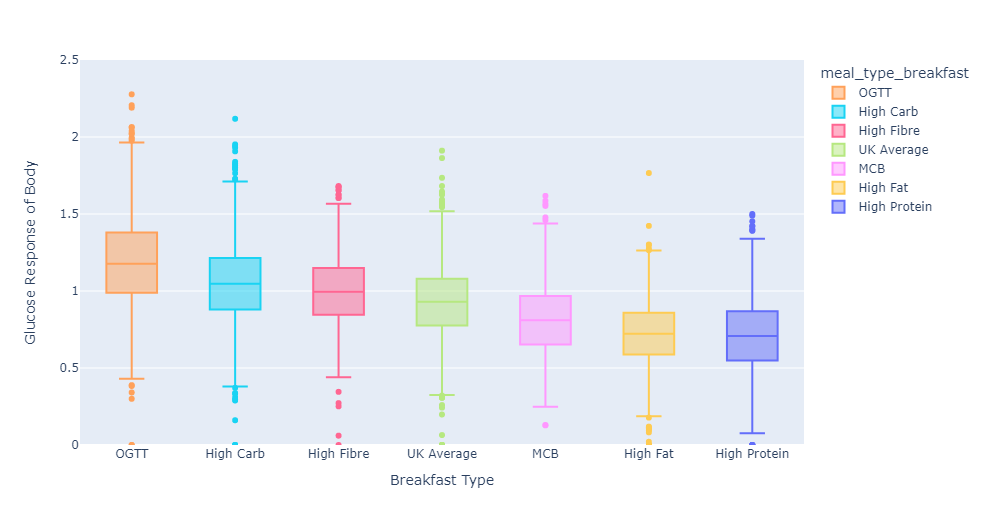 2.5
2
1.5
1
0.5
0
Glucose Response of Body
OGTT
High Carb
High Fibre
UK Average
MCB
High Fat
High Protein
Breakfast Type
meal_type_breakfast
OGTT
High Carb
High Fibre
UK Average
MCB
High Fat
High Protein